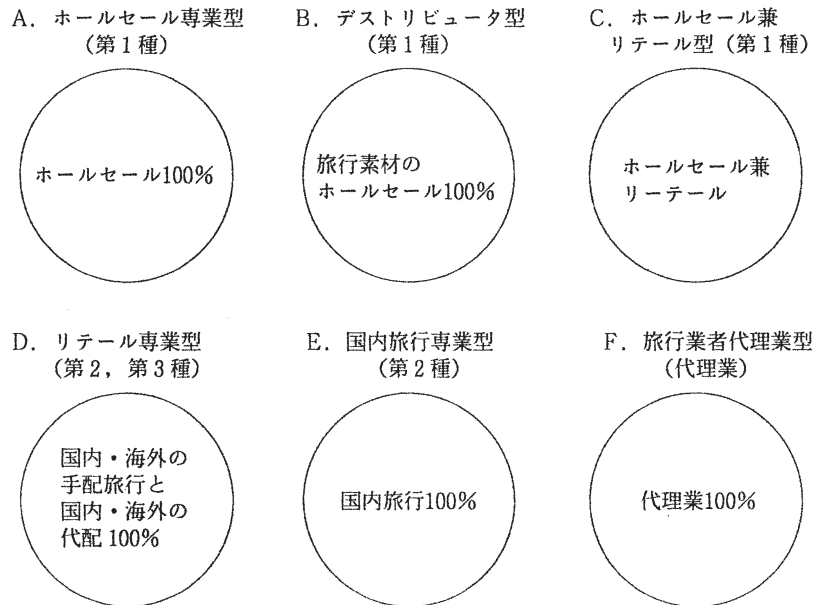 A．ホールセール専業型
（第1種）
B．デストリビュータ型
（第1種）
C．ホールセール兼
リテール型（第1種）
ホールセール100%
旅行素材の
ホールセール100%
ホールセール兼
リーテール
D．リテール専業型
（第2，第3種）
E．国内旅行専業型
（第2種）
F．旅行業者代理業型
（代理業）
国内・海外の
手配旅行と
国内・海外の
代配 100%
国内旅行100%
代理業100%